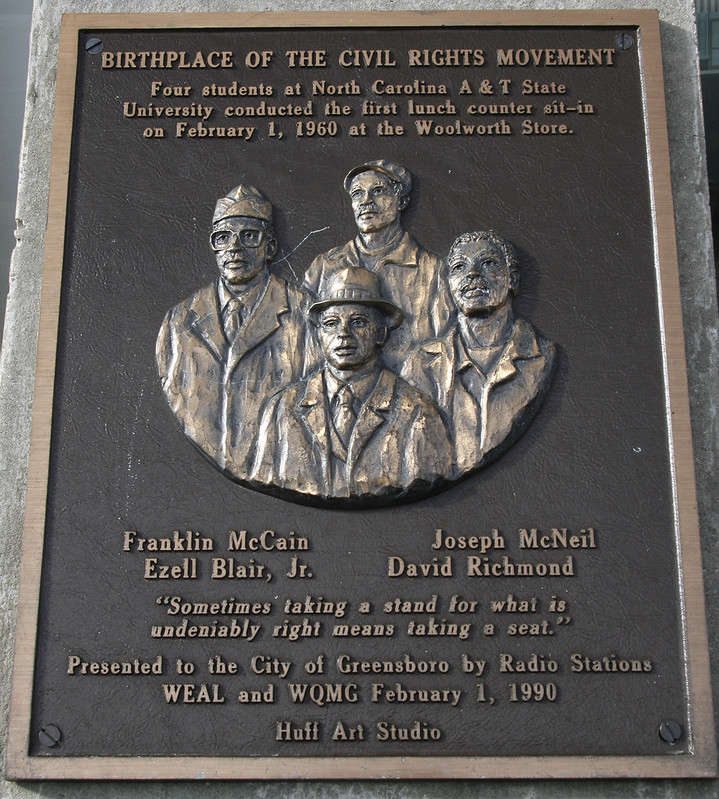 BIRTHPLACE OF THE CIVIL RIGHTS MOVEMENT
Four students at North Carolina A & T State
University conducted the first lunch counter sit-in
on February 1, 1960 at the Woolworth Store.
Franklin McCain Joseph McNeil
Ezell Blair, Jr. David Richmond
"Sometimes taking a stand for what is
undeniably right means taking a seat."
Presented to the City of Greensboro by Radio Stations
WEAL and WQMG February 1, 1990
Huff Art Studio